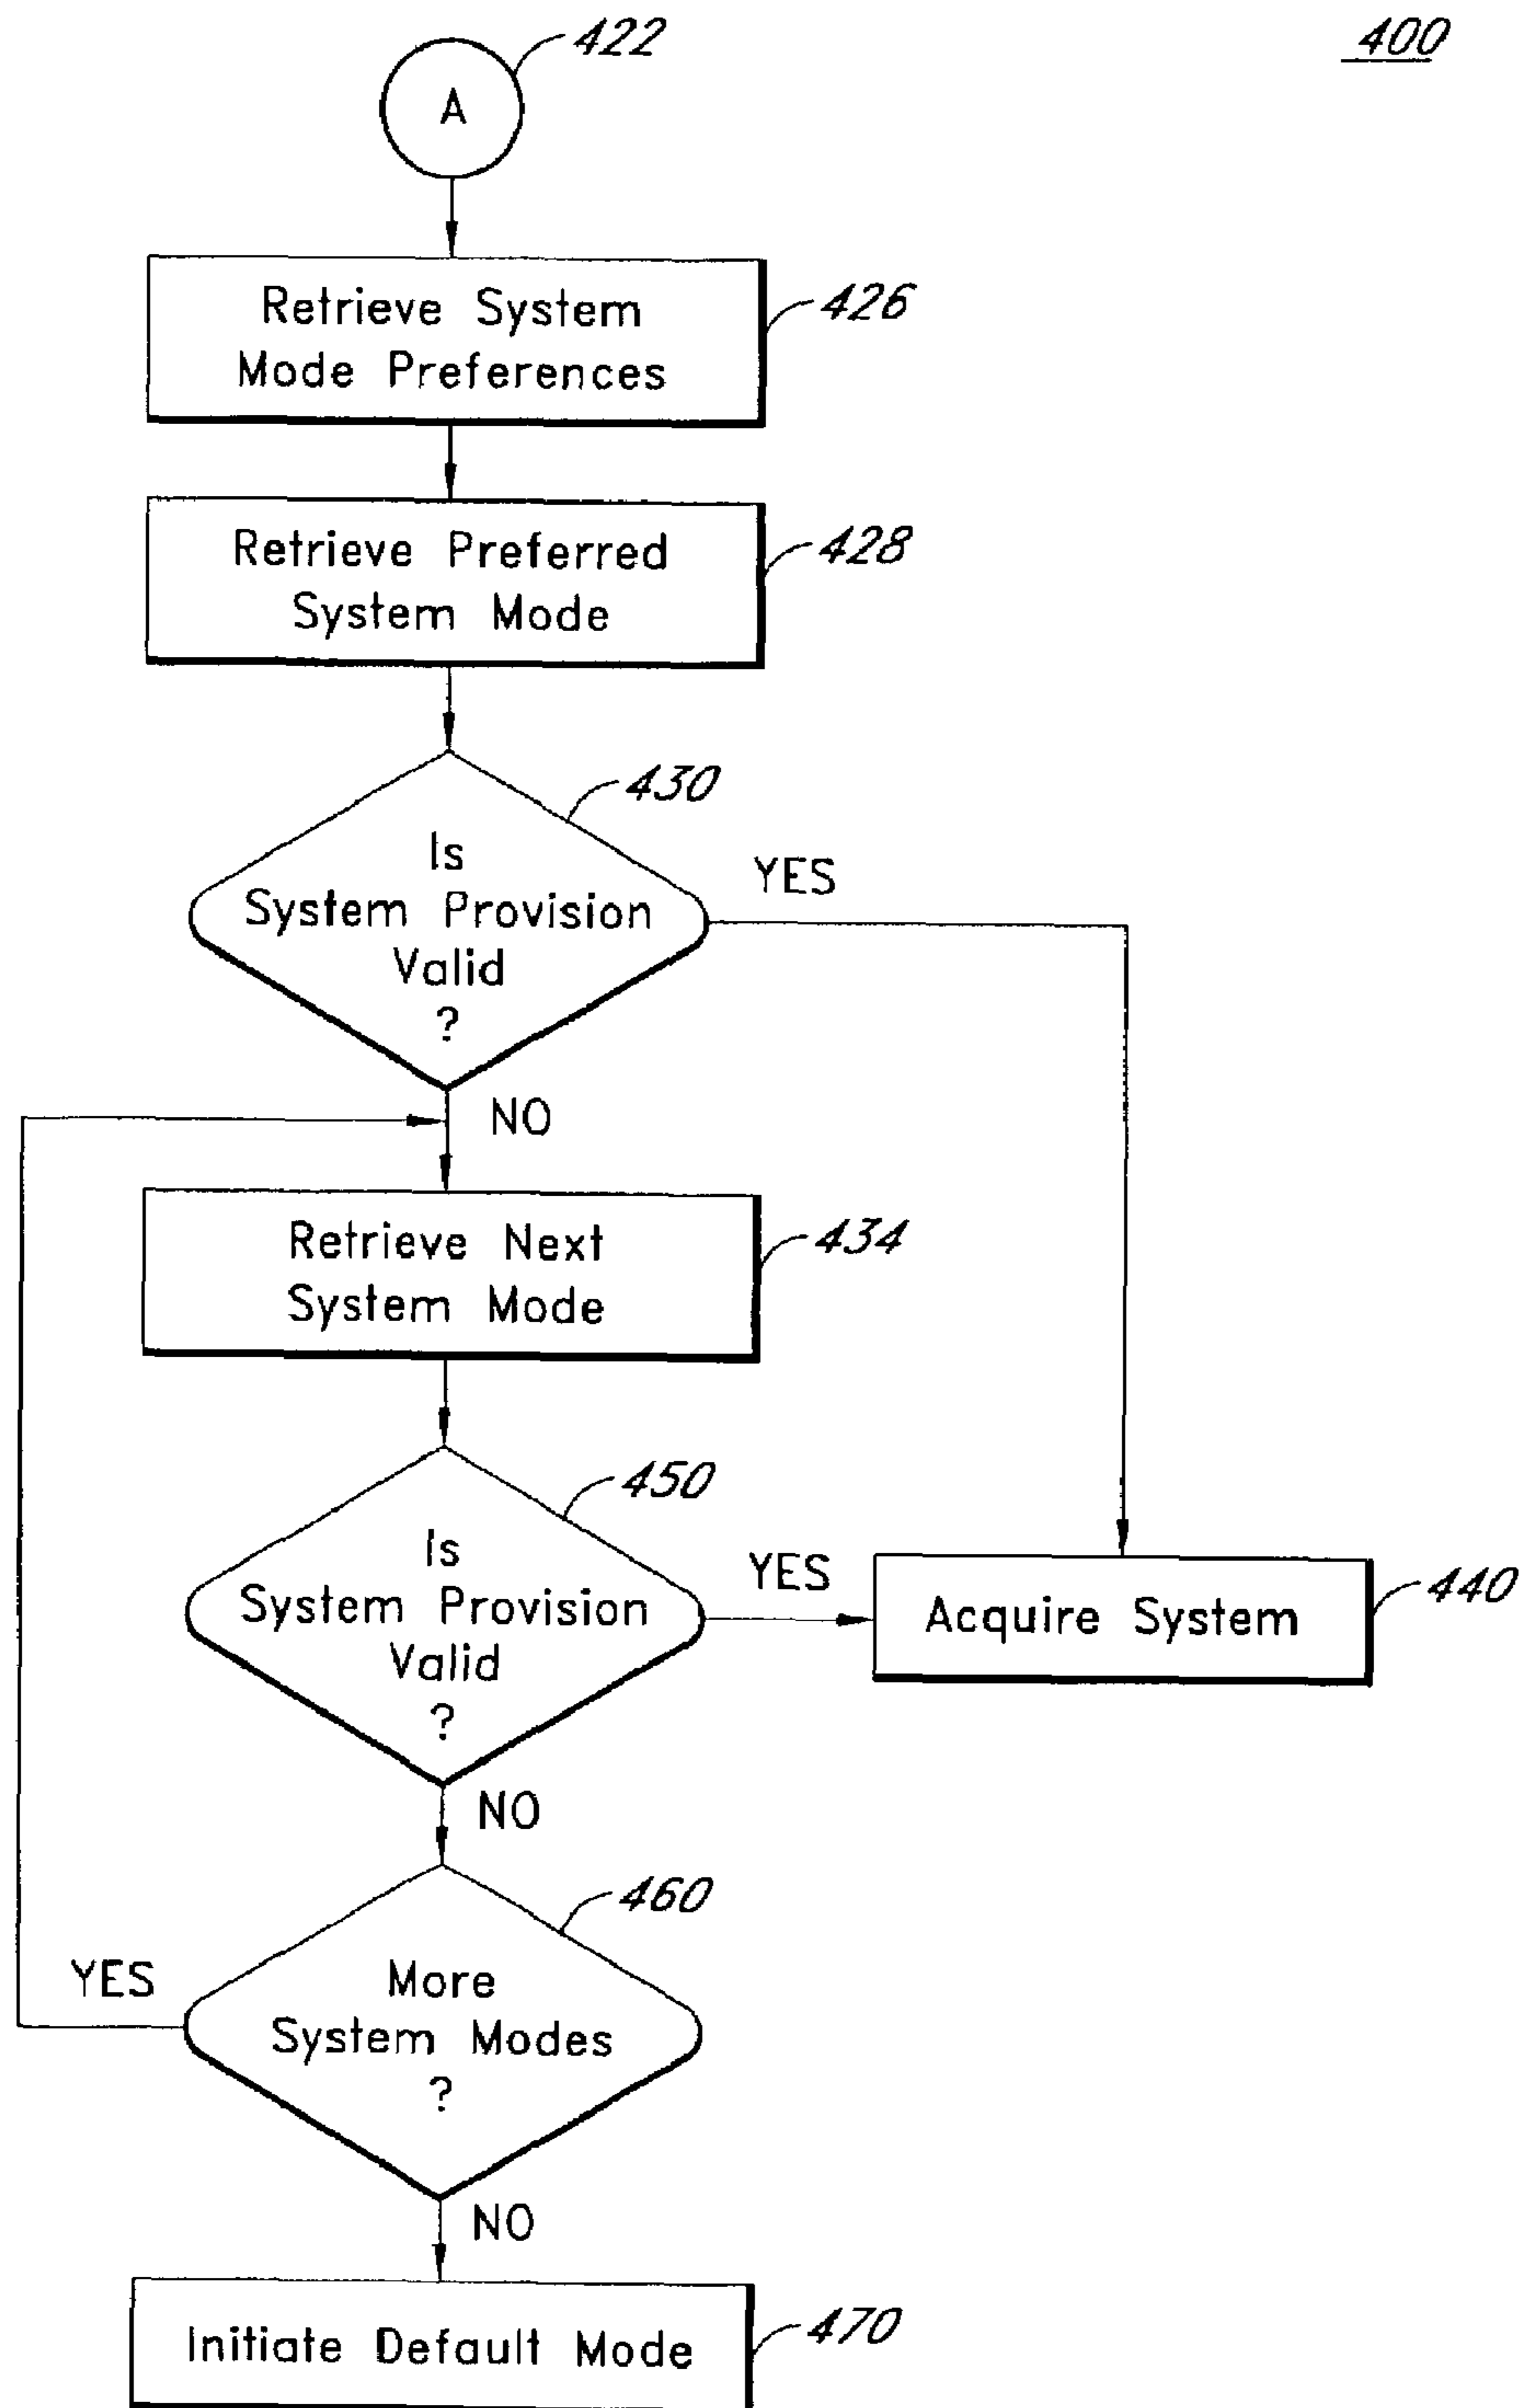 400
422
A
Retrieve System
Mode Preferences
426
Retrieve Preferred
System Mode
428
430
Is
System Provision
Valid
?
YES
NO
Retrieve Next
System Mode
434
450
Is
System Provision
Valid
?
YES
Acquire System
440
NO
460
More
System Modes
?
YES
NO
Initiate Default Mode
470